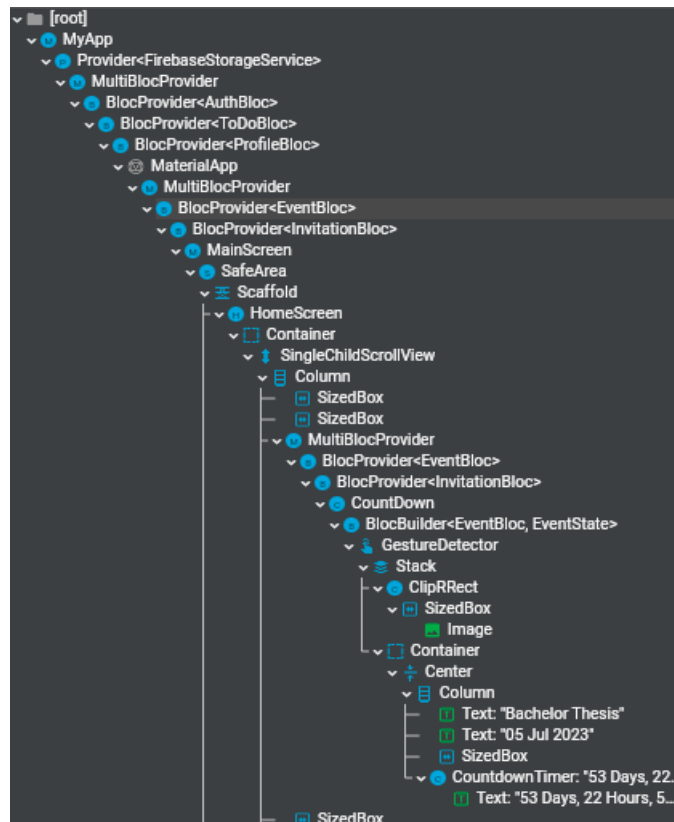 [root]
MyApp
Provider<FirebaseStorageService>
MultiBlocProvider
BlocProvider<AuthBloc>
BlocProvider<ToDoBloc>
BlocProvider<ProfileBloc>
MaterialApp
MultiBlocProvider
BlocProvider<EventBloc>
BlocProvider<InvitationBloc>
MainScreen
SafeArea
Scaffold
HomeScreen
Container
SingleChildScrollView
Column
SizedBox
SizedBox
MultiBlocProvider
BlocProvider<EventBloc>
BlocProvider<InvitationBloc>
CountDown
BlocBuilder<EventBloc, EventState>
GestureDetector
Stack
ClipRRect
SizedBox
Image
Container
Center
Column
Text: "Bachelor Thesis"
Text: "05 Jul 2023"
SizedBox
CountdownTimer: "53 Days, 22...
Text: "53 Days, 22 Hours, 5...
SizedBox